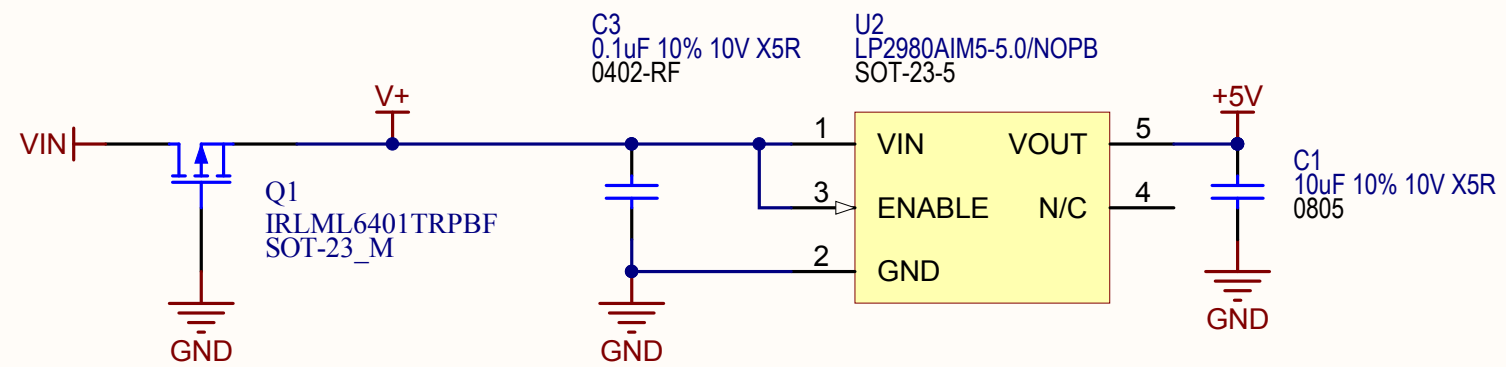 C3
0.1uF 10% 10V X5R
0402-RF
U2
LP2980AIM5-5.0/NOPB
SOT-23-5
V+
+5V
VIN
1
VIN
VOUT
5
3
ENABLE
N/C
4
2
GND
Q1
IRLML6401TRPBF
SOT-23_M
C1
10uF 10% 10V X5R
0805
GND
GND
GND